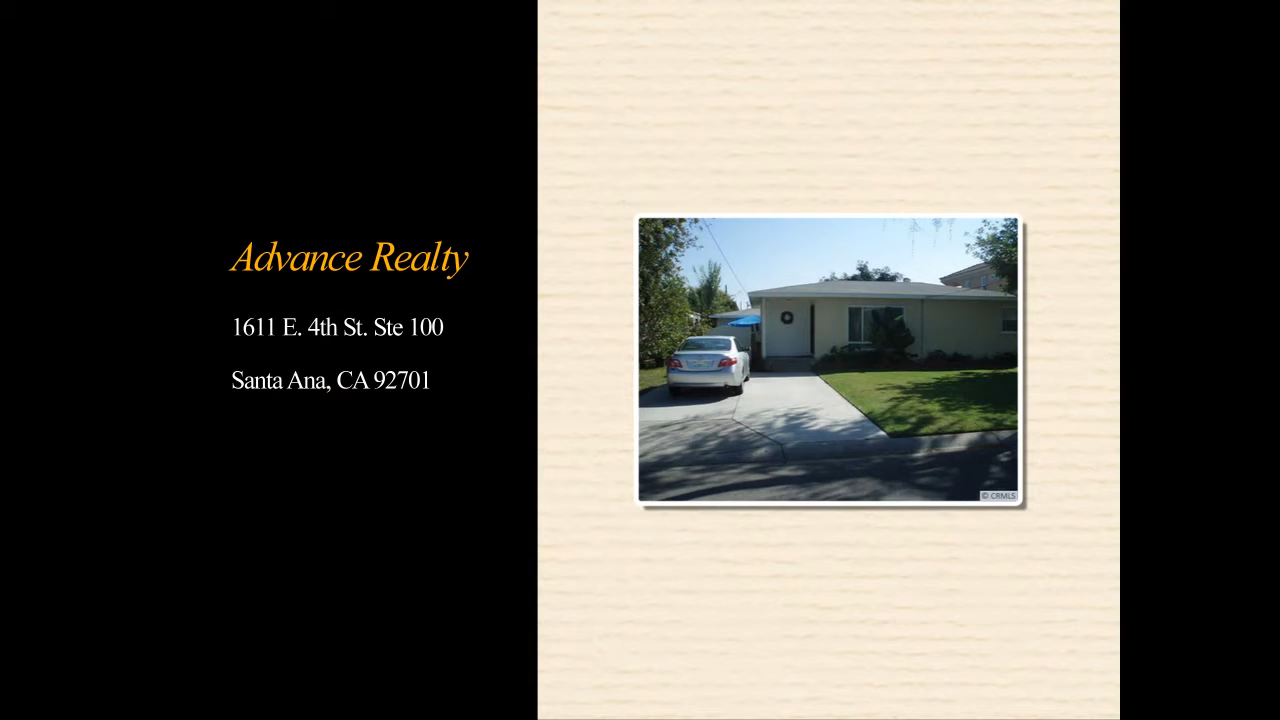 Advance Realty
1611 E. 4th St. Ste 100
Santa Ana, CA 92701
© CRMLS